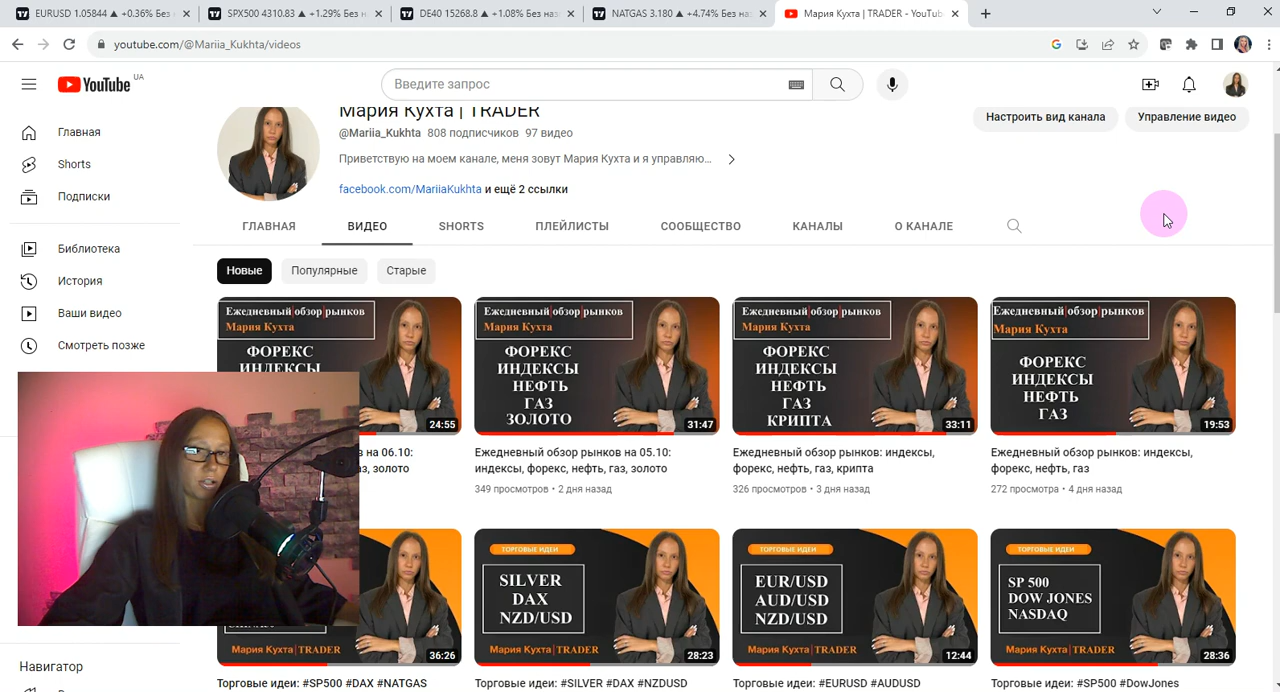 EURUSD 1.05844 ▲ +0.36% Без
SPX500 4310.83 ▲ +1.29% Без
DE40 15268.8 ▲ +1.08% Без наз
NATGAS 3.180 ▲ +4.74% Без наз
Мария Кухта | TRADER - YouTub
youtube.com/@Mariia_Kukhta/videos
YouTube UA
Введите запрос
Мария Кухта | TRADER
@Mariia_Kukhta 808 подписчиков 97 видео
Настроить вид канала
Управление видео
Приветствую на моем канале, меня зовут Мария Кухта и я управляю...
facebook.com/MariiaKukhta и ещё 2 ссылки
Главная
Shorts
Подписки
Библиотека
История
Ваши видео
Смотреть позже
Навигатор
ГЛАВНАЯ
ВИДЕО
SHORTS
ПЛЕЙЛИСТЫ
СООБЩЕСТВО
КАНАЛЫ
О КАНАЛЕ
Новые
Популярные
Старые
Ежедневный обзор рынков
Мария Кухта
ФОРЕКС
ИНДЕКСЫ
24:55
в на 06.10:
аз, золото
Ежедневный обзор рынков
Мария Кухта
ФОРЕКС
ИНДЕКСЫ
НЕФТЬ
ГАЗ
ЗОЛОТО
31:47
Ежедневный обзор рынков на 05.10:
индексы, форекс, нефть, газ, золото
349 просмотров • 2 дня назад
Ежедневный обзор рынков
Мария Кухта
ФОРЕКС
ИНДЕКСЫ
НЕФТЬ
ГАЗ
КРИПТА
33:11
Ежедневный обзор рынков: индексы,
форекс, нефть, газ, крипта
326 просмотров • 3 дня назад
Ежедневный обзор рынков
Мария Кухта
ФОРЕКС
ИНДЕКСЫ
НЕФТЬ
ГАЗ
19:53
Ежедневный обзор рынков: индексы,
форекс, нефть, газ
272 просмотра • 4 дня назад
Мария Кухта | TRADER
36:26
Торговые идеи: #SP500 #DAX #NATGAS
ТОРГОВЫЕ ИДЕИ
SILVER
DAX
NZD/USD
Мария Кухта | TRADER
28:23
Торговые идеи: #SILVER #DAX #NZDUSD
ТОРГОВЫЕ ИДЕИ
EUR/USD
AUD/USD
NZD/USD
Мария Кухта | TRADER
12:44
Торговые идеи: #EURUSD #AUDUSD
ТОРГОВЫЕ ИДЕИ
SP 500
DOW JONES
NASDAQ
Мария Кухта | TRADER
28:36
Торговые идеи: #SP500 #DowJones